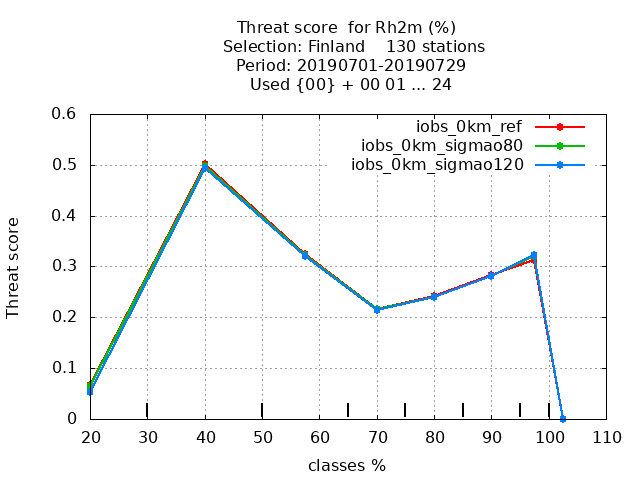 Threat score  for Rh2m (%)
Selection: Finland    130 stations
Period: 20190701-20190729
Used {00} + 00 01 ... 24
iobs_0km_ref
iobs_0km_sigmao80
iobs_0km_sigmao120
Threat score
0.6
0.5
0.4
0.3
0.2
0.1
0
20 30 40 50 60 70 80 90 100 110
classes %